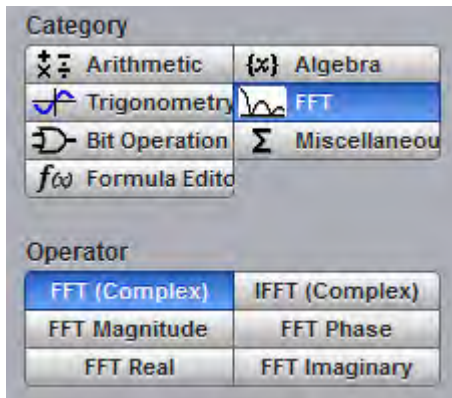 Category
Arithmetic {x} Algebra
Trigonometry FFT
Bit Operation Σ Miscellaneou
f(x) Formula Edito
Operator
FFT (Complex) IFFT (Complex)
FFT Magnitude FFT Phase
FFT Real FFT Imaginary